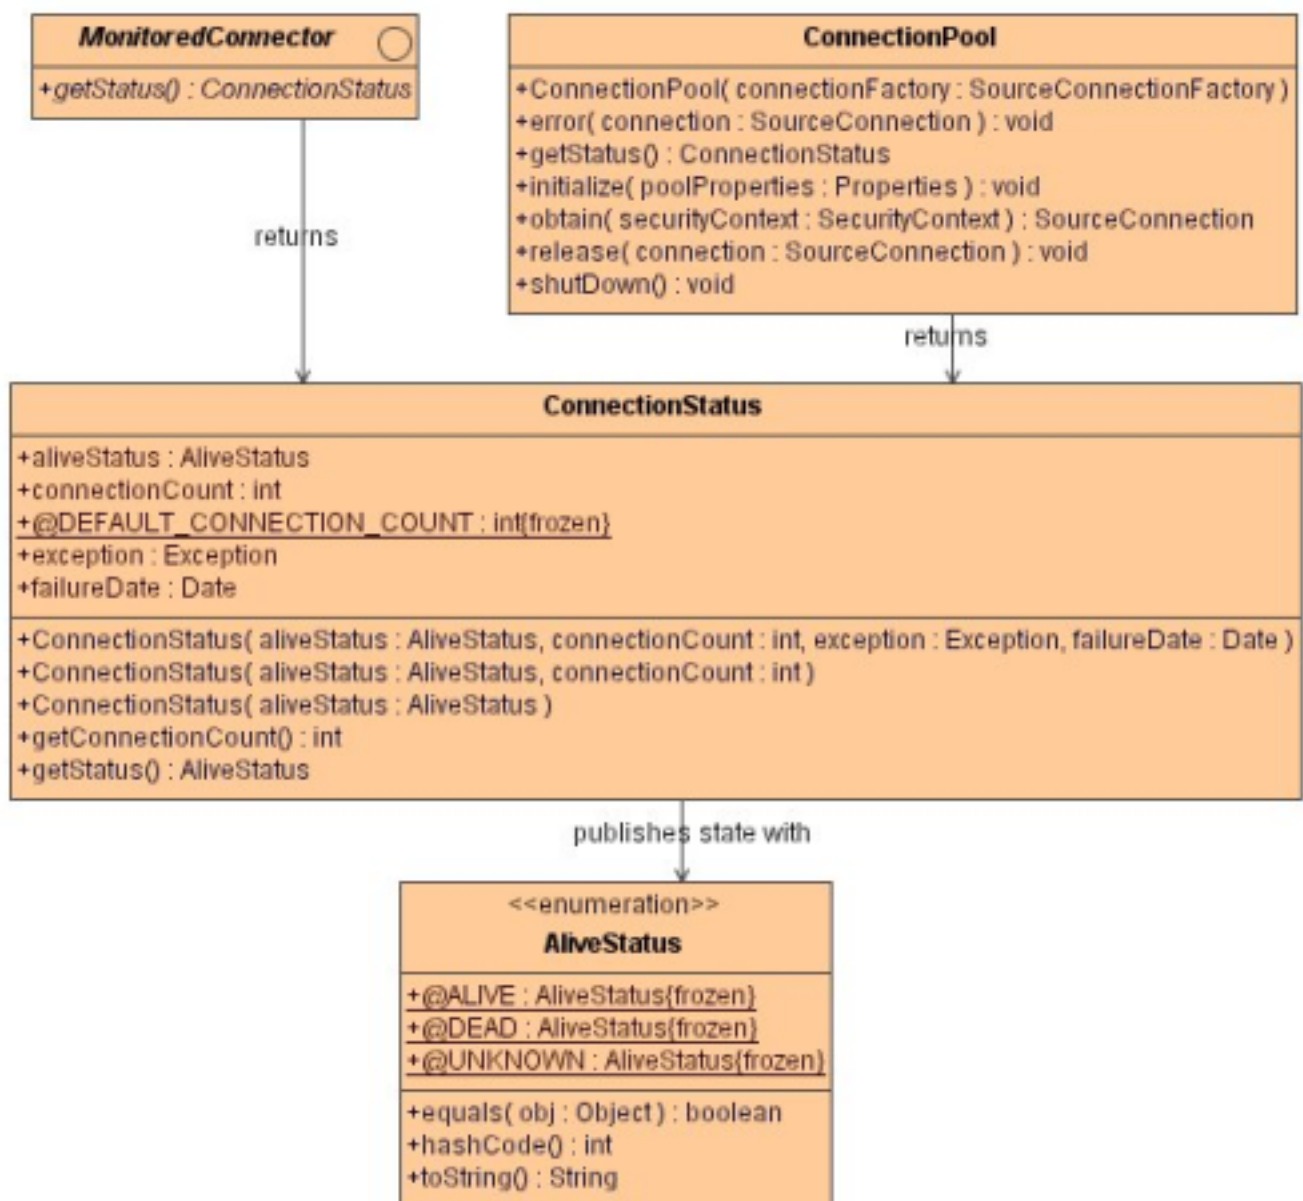 MonitoredConnector
+getStatus() : ConnectionStatus
ConnectionPool
+ConnectionPool( connectionFactory : SourceConnectionFactory )
+error( connection : SourceConnection ) : void
+getStatus() : ConnectionStatus
+initialize( poolProperties : Properties ) : void
+obtain( securityContext : SecurityContext ) : SourceConnection
+release( connection : SourceConnection ) : void
+shutDown() : void
returns
returns
ConnectionStatus
+aliveStatus : AliveStatus
+connectionCount : int
+@DEFAULT_CONNECTION_COUNT : int{frozen}
+exception : Exception
+failureDate : Date
+ConnectionStatus( aliveStatus : AliveStatus, connectionCount : int, exception : Exception, failureDate : Date )
+ConnectionStatus( aliveStatus : AliveStatus, connectionCount : int )
+ConnectionStatus( aliveStatus : AliveStatus )
+getConnectionCount() : int
+getStatus() : AliveStatus
publishes state with
<<enumeration>>
AliveStatus
+@ALIVE : AliveStatus{frozen}
+@DEAD : AliveStatus{frozen}
+@UNKNOWN : AliveStatus{frozen}
+equals( obj : Object ) : boolean
+hashCode() : int
+toString() : String